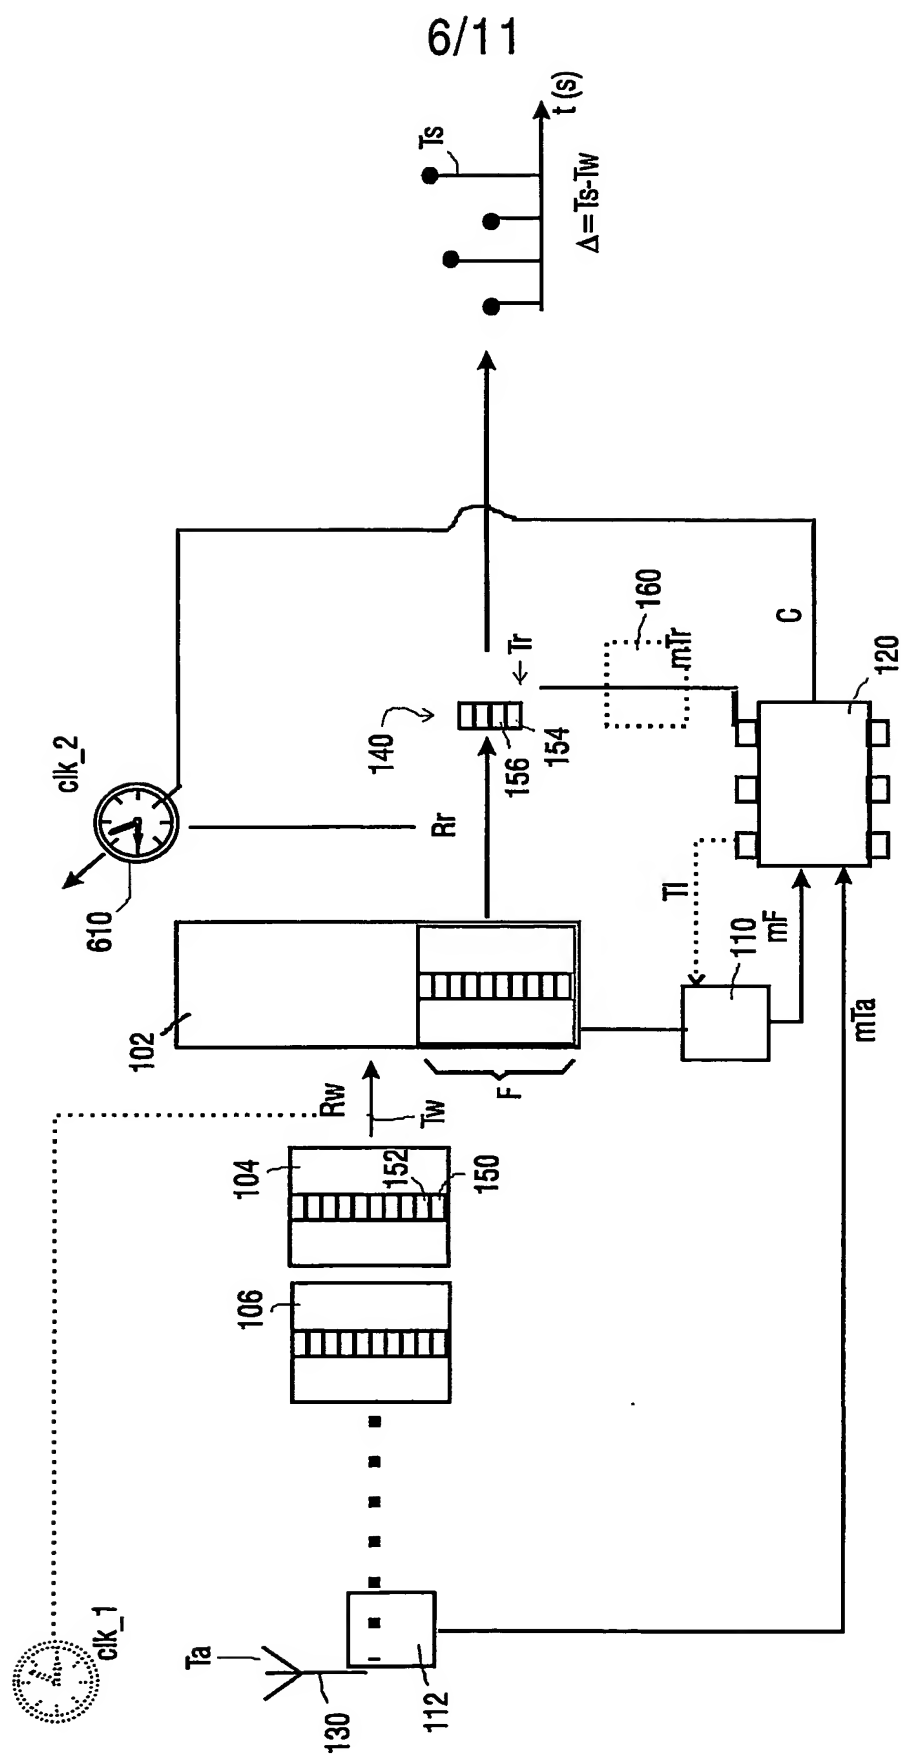 6/11
Ts
t (s)
Δ=Ts-Tw
clk_2
610
140
Tr
160
mTr
C
120
156
154
Rr
Tl
110
mF
102
F
mTa
Rw
Tw
104
152
150
106
clk_1
Ta
130
112